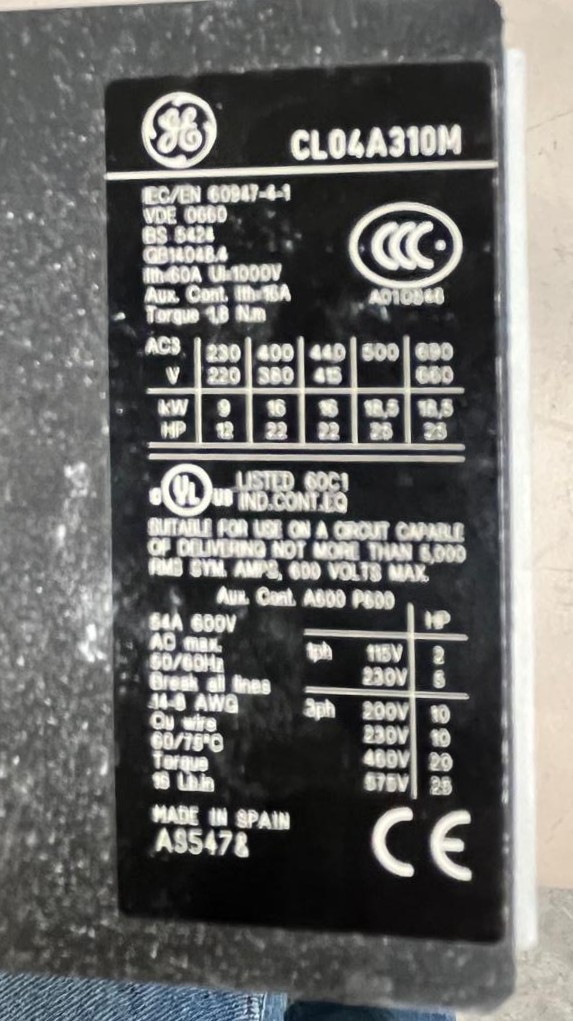 GE
CL04A310M
IEC/EN 60947-4-1
VDE 0660
BS 5424
GB14048.4
Ith=60A Ui=1000V
Aux. Cont. Ith=16A
Torque 1,8 N.m
CCC
A010846
AC3 230 400 440 500 690
V 220 380 415 660
kW 9 16 16 18,5 18,5
HP 12 22 22 25 25
c UL us LISTED 60C1
IND.CONT.EQ
SUITABLE FOR USE ON A CIRCUIT CAPABLE
OF DELIVERING NOT MORE THAN 5,000
RMS SYM. AMPS, 600 VOLTS MAX.
Aux. Cont. A600 P600
54A 600V
AC max.
50/60Hz
Break all lines
14-8 AWG
Cu wire
60/75°C
Torque
16 Lb.in
HP
1ph 115V 2
230V 5
3ph 200V 10
230V 10
460V 20
575V 25
MADE IN SPAIN
A95478
CE